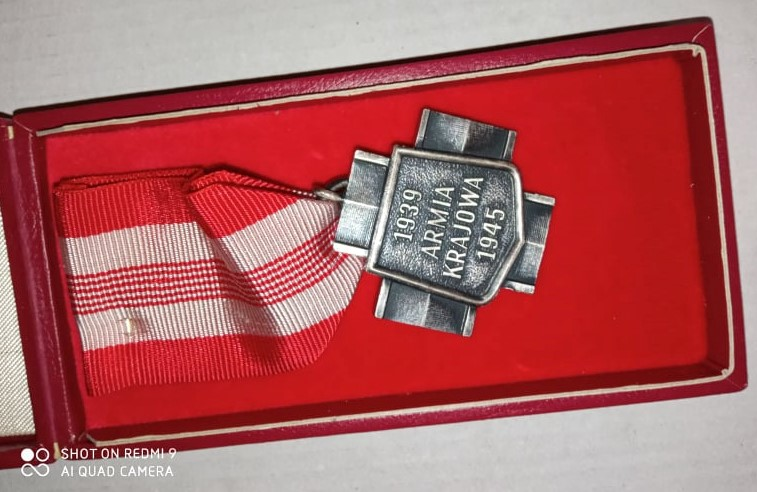 1939
ARMIA
KRAJOWA
1945
SHOT ON REDMI 9
AI QUAD CAMERA